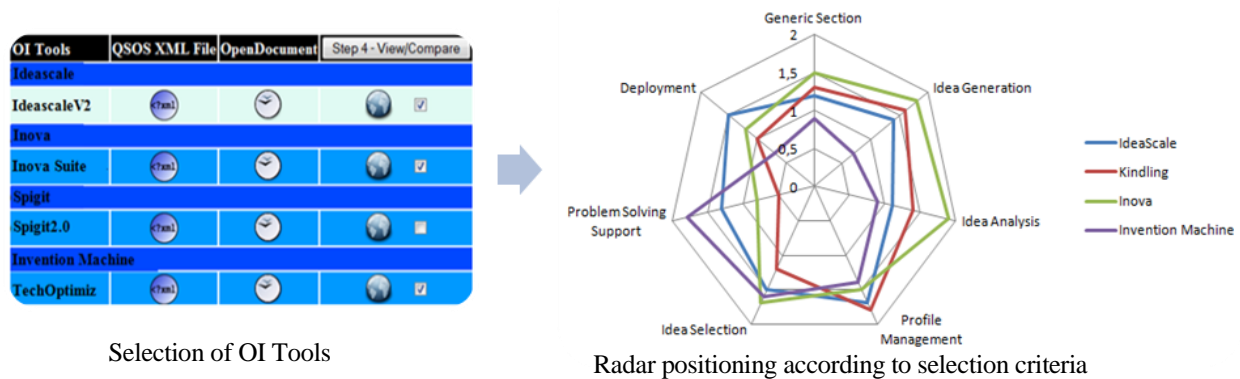 OI Tools QSOS XML File OpenDocument Step 4 - View/Compare
Ideascale
IdeascaleV2 <?xml
Inova
Inova Suite <?xml
Spigit
Spigit2.0 <?xml
Invention Machine
TechOptimiz <?xml
Selection of OI Tools
Generic Section
2
1,5
1
0,5
0
Idea Generation
Idea Analysis
Profile
Management
Idea Selection
Problem Solving
Support
Deployment
IdeaScale
Kindling
Inova
Invention Machine
Radar positioning according to selection criteria